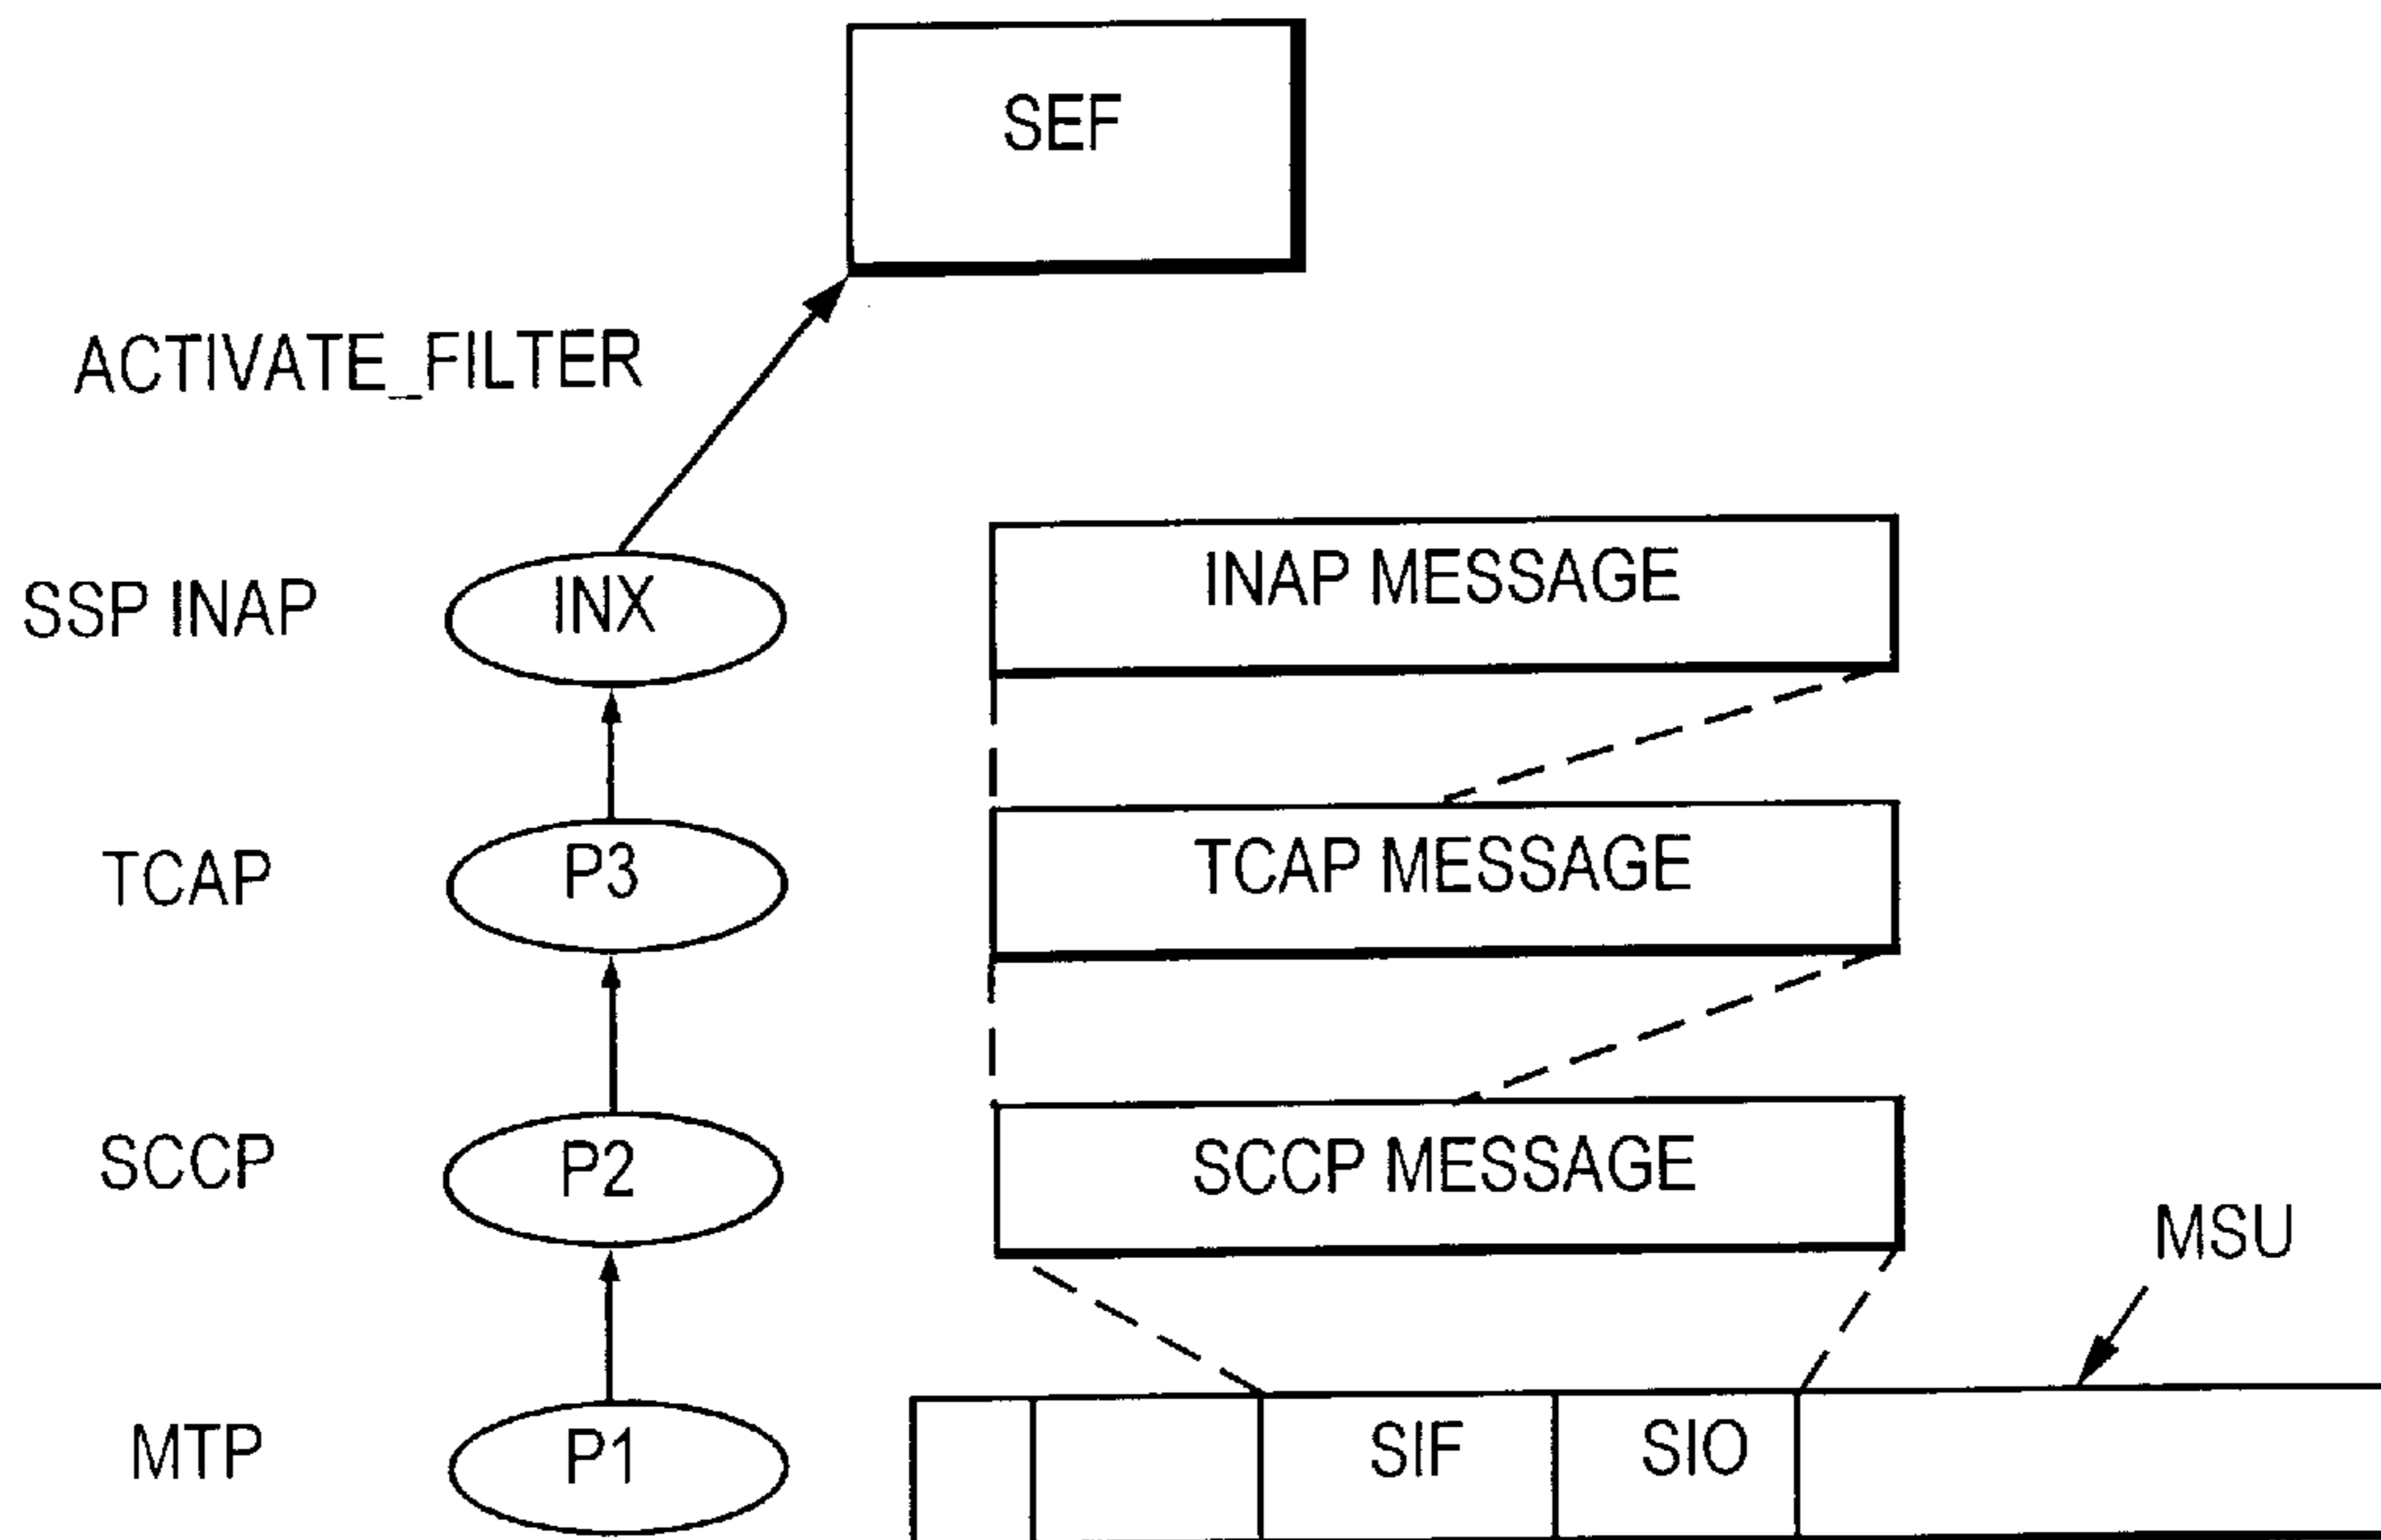 SEF
ACTIVATE_FILTER
SSP INAP
INX
INAP MESSAGE
TCAP
P3
TCAP MESSAGE
SCCP
P2
SCCP MESSAGE
MSU
MTP
P1
SIF
SIO